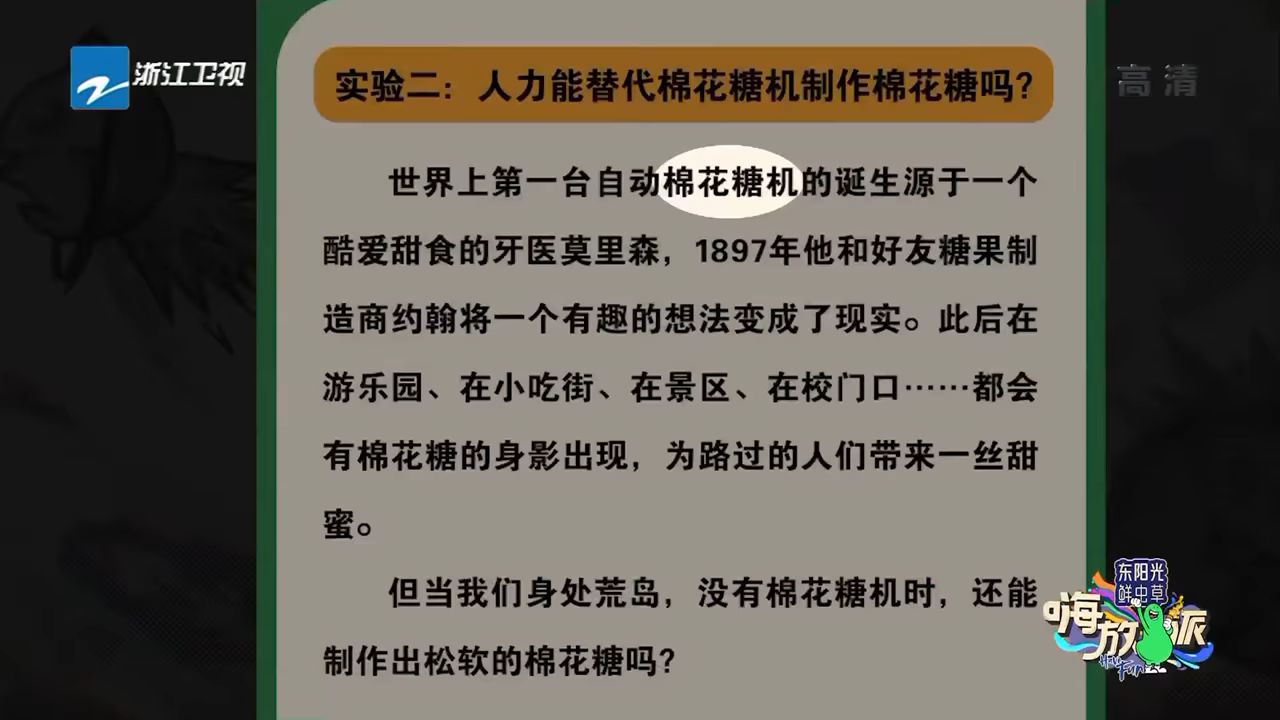 浙江卫视
高清
实验二：人力能替代棉花糖机制作棉花糖吗？
世界上第一台自动棉花糖机的诞生源于一个
酷爱甜食的牙医莫里森，1897年他和好友糖果制
造商约翰将一个有趣的想法变成了现实。此后在
游乐园、在小吃街、在景区、在校门口……都会
有棉花糖的身影出现，为路过的人们带来一丝甜
蜜。
但当我们身处荒岛，没有棉花糖机时，还能
制作出松软的棉花糖吗？
东阳光
鲜虫草
嗨放派